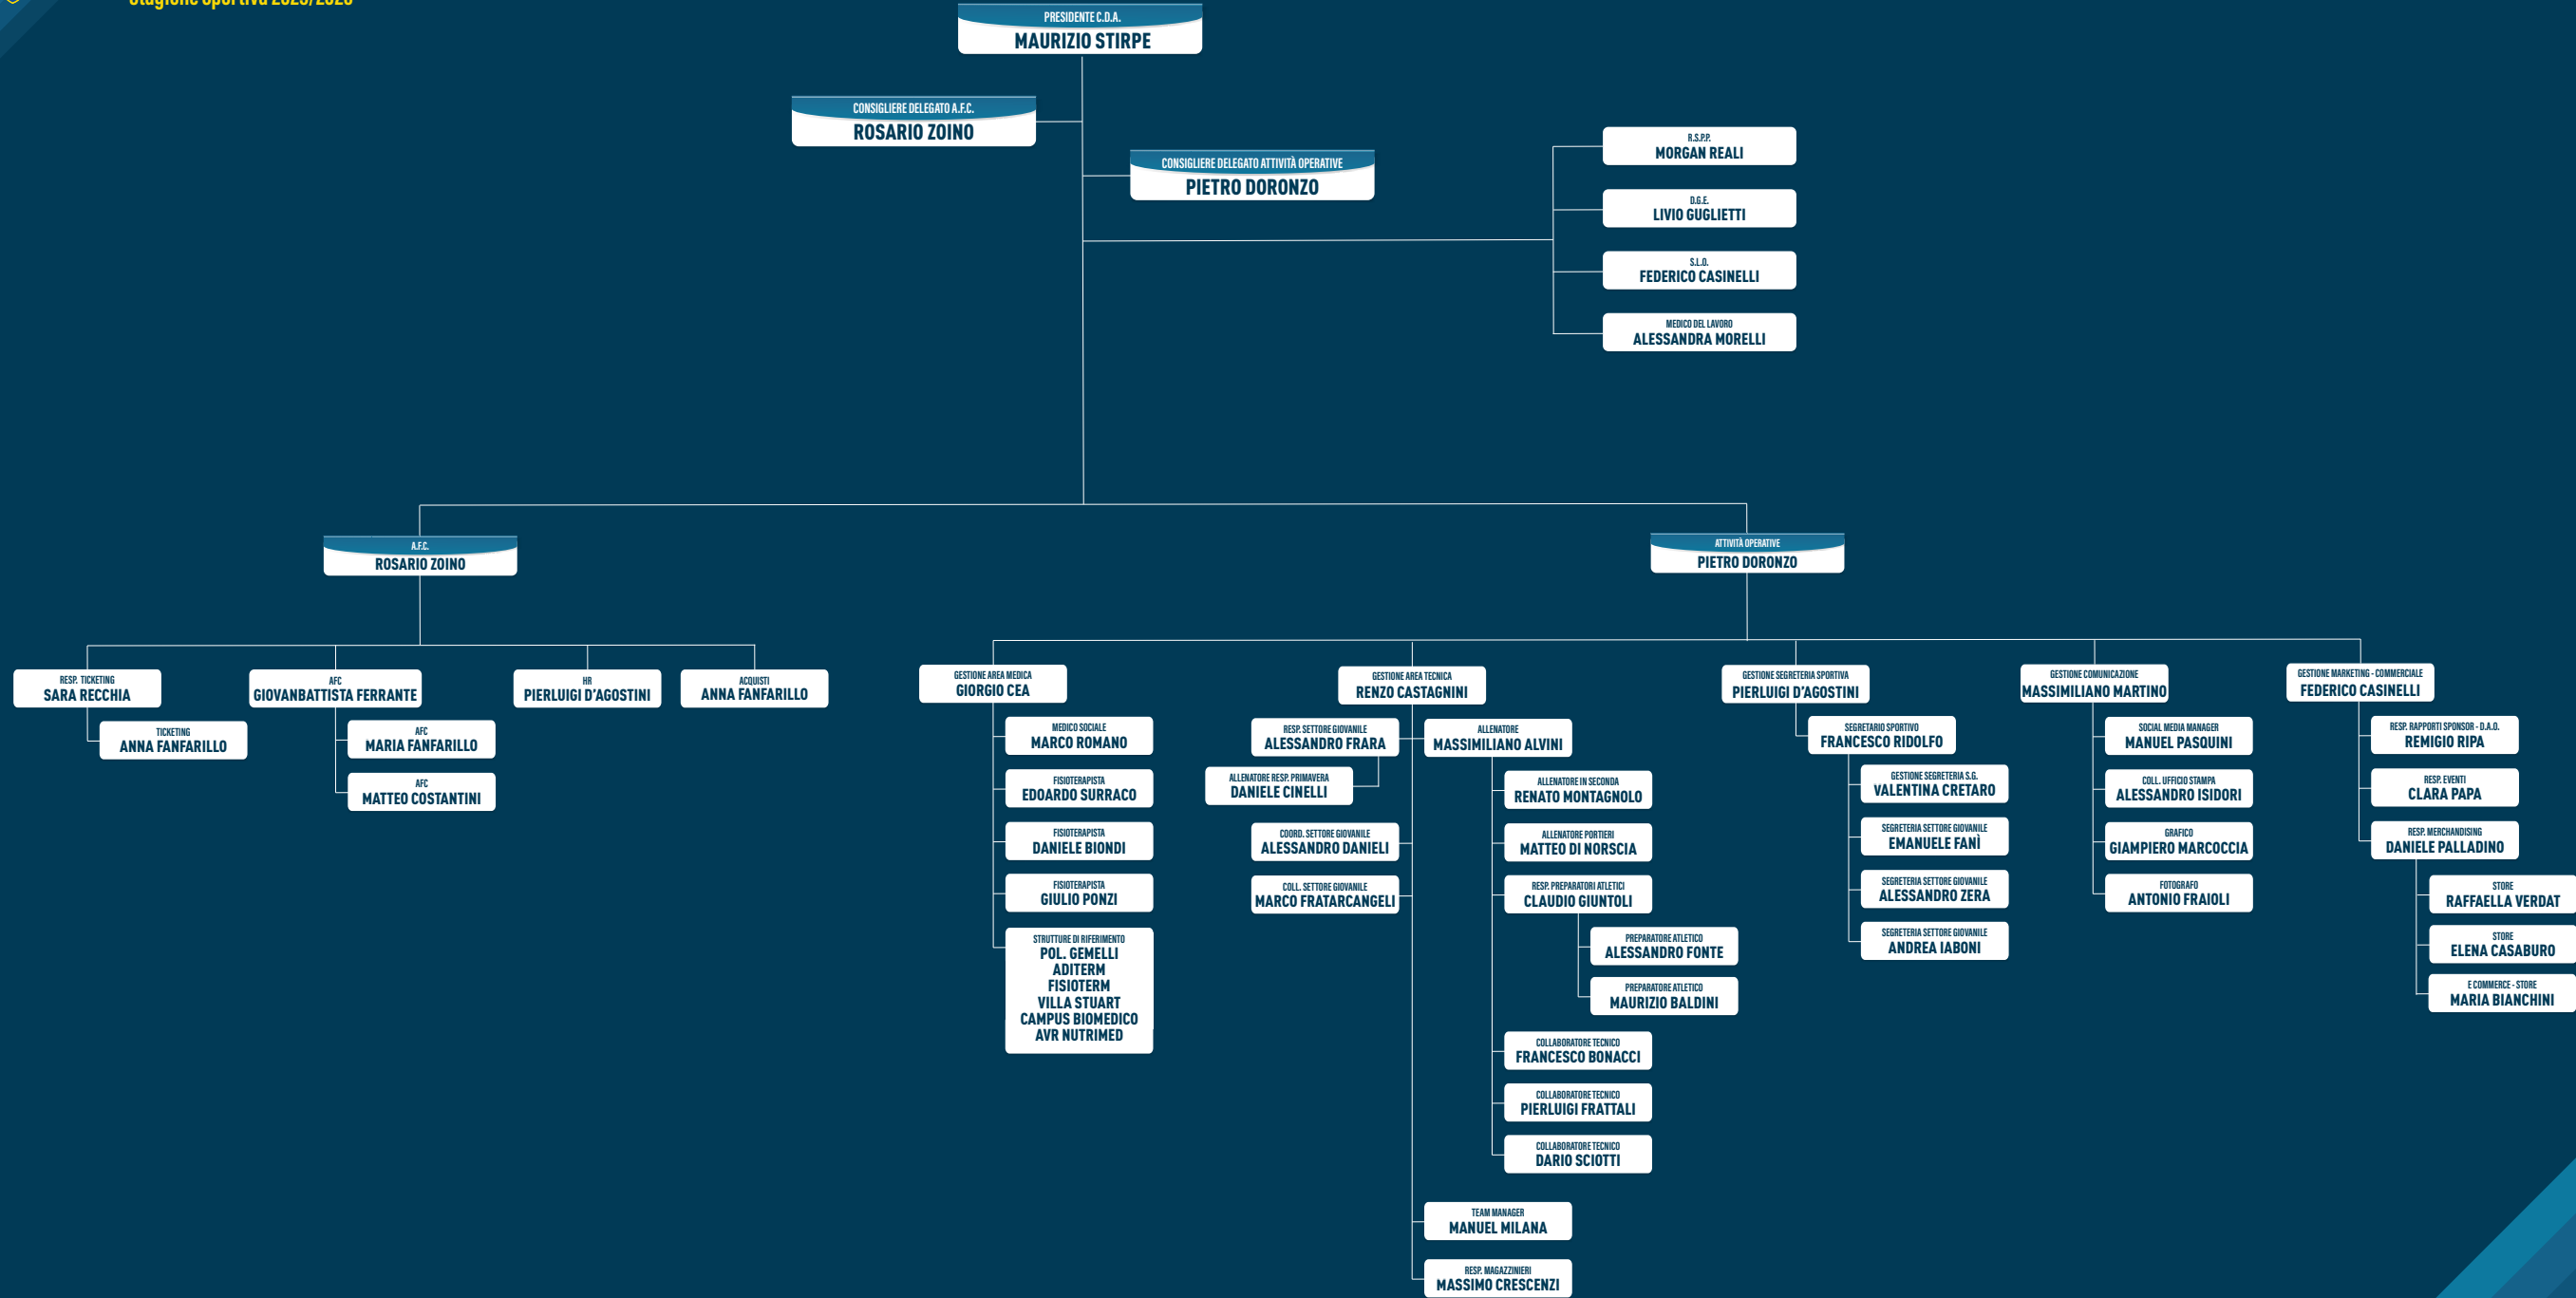 Stagione Sportiva 2025/2026
PRESIDENTE C.D.A.
MAURIZIO STIRPE
CONSIGLIERE DELEGATO A.F.C.
ROSARIO ZOINO
CONSIGLIERE DELEGATO ATTIVITÀ OPERATIVE
PIETRO DORONZO
R.S.P.P.
MORGAN REALI
D.G.E.
LIVIO GUGLIETTI
S.L.O.
FEDERICO CASINELLI
MEDICO DEL LAVORO
ALESSANDRA MORELLI
A.F.C.
ROSARIO ZOINO
ATTIVITÀ OPERATIVE
PIETRO DORONZO
RESP. TICKETING
SARA RECCHIA
TICKETING
ANNA FANFARILLO
AFC
GIOVANBATTISTA FERRANTE
AFC
MARIA FANFARILLO
AFC
MATTEO COSTANTINI
HR
PIERLUIGI D'AGOSTINI
ACQUISTI
ANNA FANFARILLO
GESTIONE AREA MEDICA
GIORGIO CEA
MEDICO SOCIALE
MARCO ROMANO
FISIOTERAPISTA
EDOARDO SURRACO
FISIOTERAPISTA
DANIELE BIONDI
FISIOTERAPISTA
GIULIO PONZI
STRUTTURE DI RIFERIMENTO
POL. GEMELLI
ADITERM
FISIOTERM
VILLA STUART
CAMPUS BIOMEDICO
AVR NUTRIMED
GESTIONE AREA TECNICA
RENZO CASTAGNINI
RESP. SETTORE GIOVANILE
ALESSANDRO FRARA
ALLENATORE RESP. PRIMAVERA
DANIELE CINELLI
COORD. SETTORE GIOVANILE
ALESSANDRO DANIELI
COLL. SETTORE GIOVANILE
MARCO FRATARCANGELI
ALLENATORE
MASSIMILIANO ALVINI
ALLENATORE IN SECONDA
RENATO MONTAGNOLO
ALLENATORE PORTIERI
MATTEO DI NORSCIA
RESP. PREPARATORI ATLETICI
CLAUDIO GIUNTOLI
PREPARATORE ATLETICO
ALESSANDRO FONTE
PREPARATORE ATLETICO
MAURIZIO BALDINI
COLLABORATORE TECNICO
FRANCESCO BONACCI
COLLABORATORE TECNICO
PIERLUIGI FRATTALI
COLLABORATORE TECNICO
DARIO SCIOTTI
TEAM MANAGER
MANUEL MILANA
RESP. MAGAZZINIERI
MASSIMO CRESCENZI
GESTIONE SEGRETERIA SPORTIVA
PIERLUIGI D'AGOSTINI
SEGRETARIO SPORTIVO
FRANCESCO RIDOLFO
GESTIONE SEGRETERIA S.G.
VALENTINA CRETARO
SEGRETERIA SETTORE GIOVANILE
EMANUELE FANÌ
SEGRETERIA SETTORE GIOVANILE
ALESSANDRO ZERA
SEGRETERIA SETTORE GIOVANILE
ANDREA IABONI
GESTIONE COMUNICAZIONE
MASSIMILIANO MARTINO
SOCIAL MEDIA MANAGER
MANUEL PASQUINI
COLL. UFFICIO STAMPA
ALESSANDRO ISIDORI
GRAFICO
GIAMPIERO MARCOCCIA
FOTOGRAFO
ANTONIO FRAIOLI
GESTIONE MARKETING - COMMERCIALE
FEDERICO CASINELLI
RESP. RAPPORTI SPONSOR - D.A.O.
REMIGIO RIPA
RESP. EVENTI
CLARA PAPA
RESP. MERCHANDISING
DANIELE PALLADINO
STORE
RAFFAELLA VERDAT
STORE
ELENA CASABURO
E COMMERCE - STORE
MARIA BIANCHINI